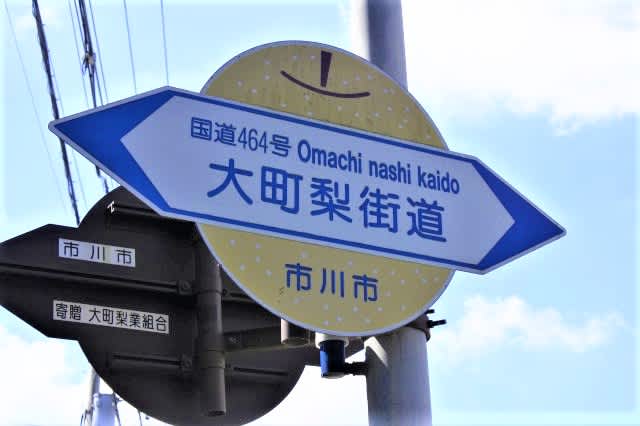 国道464号 Omachi nashi kaido
大町梨街道
市川市
市川市
寄贈 大町梨業組合